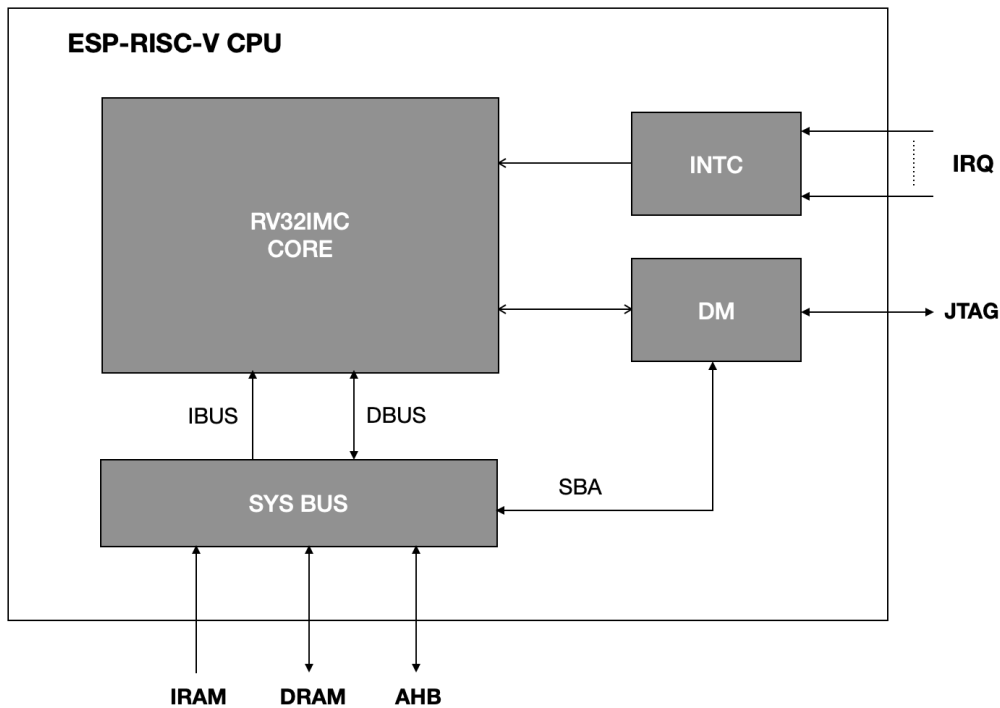 ESP-RISC-V CPU
RV32IMC
CORE
INTC
IRQ
DM
JTAG
IBUS
DBUS
SYS BUS
SBA
IRAM
DRAM
AHB